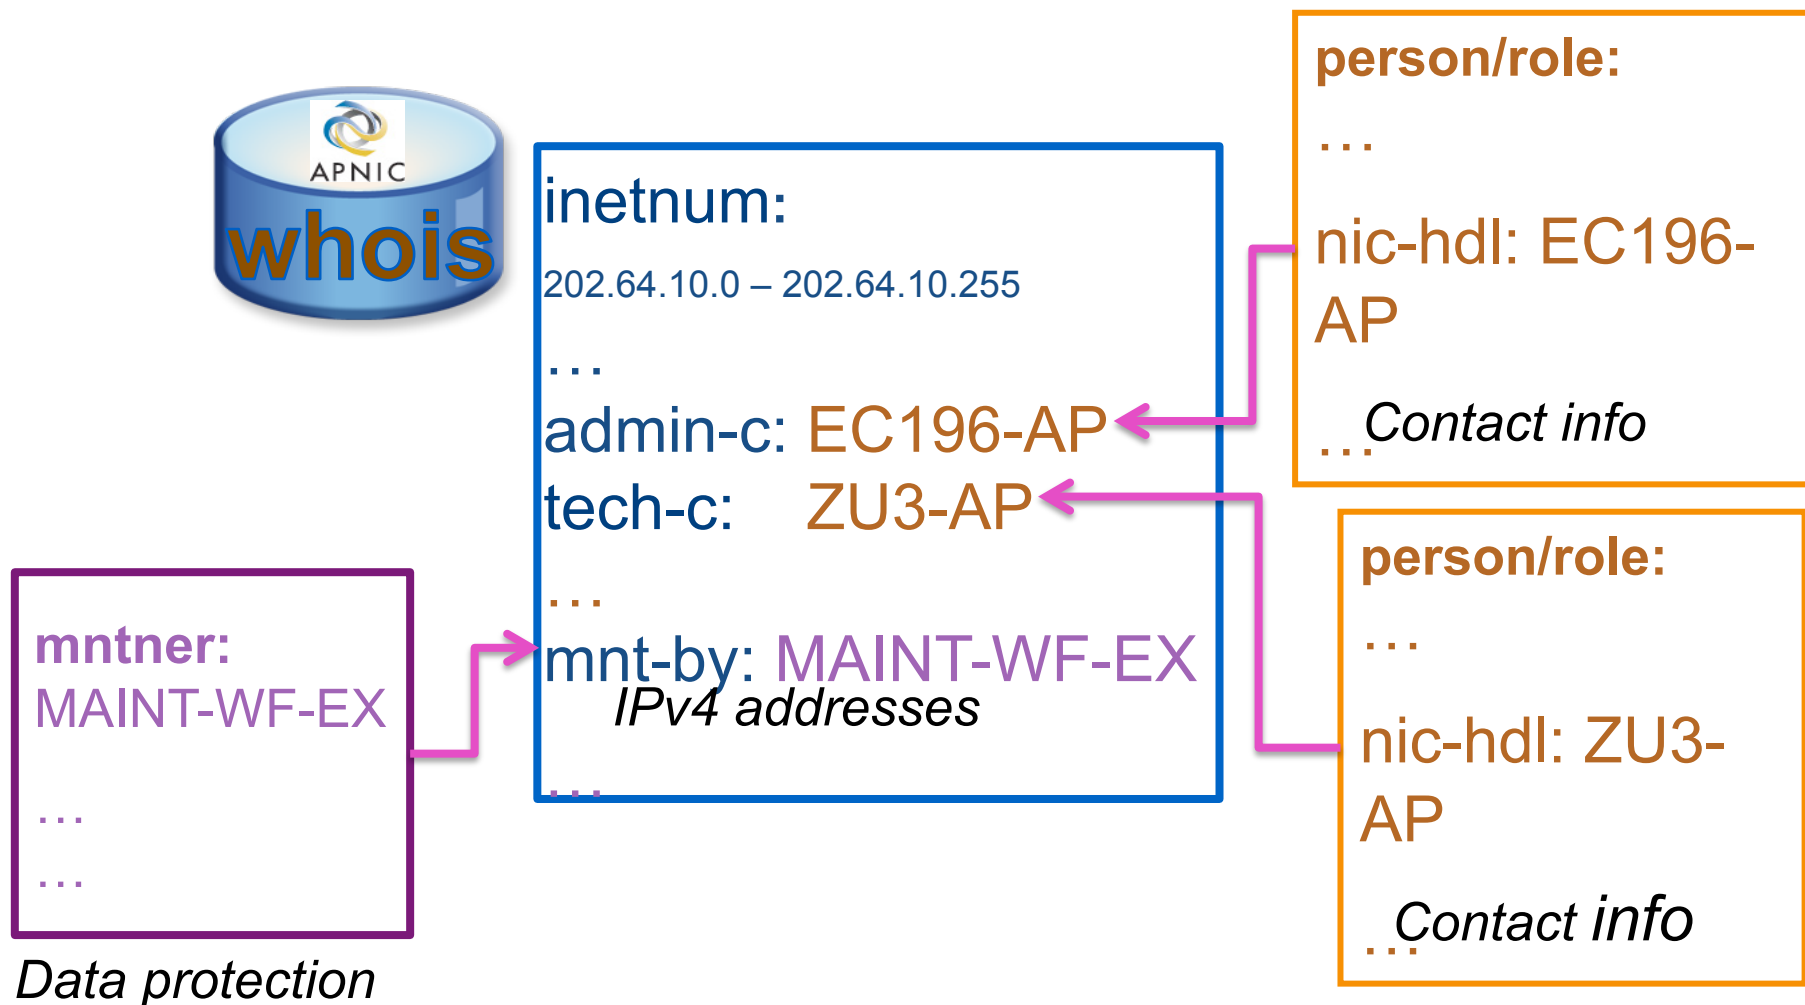 APNIC
whois
inetnum:
202.64.10.0 – 202.64.10.255
…
admin-c: EC196-AP
tech-c: ZU3-AP
…
mnt-by: MAINT-WF-EX
IPv4 addresses
…
person/role:
…
nic-hdl: EC196-
AP
Contact info
…
person/role:
…
nic-hdl: ZU3-
AP
Contact info
…
mntner:
MAINT-WF-EX
…
…
Data protection